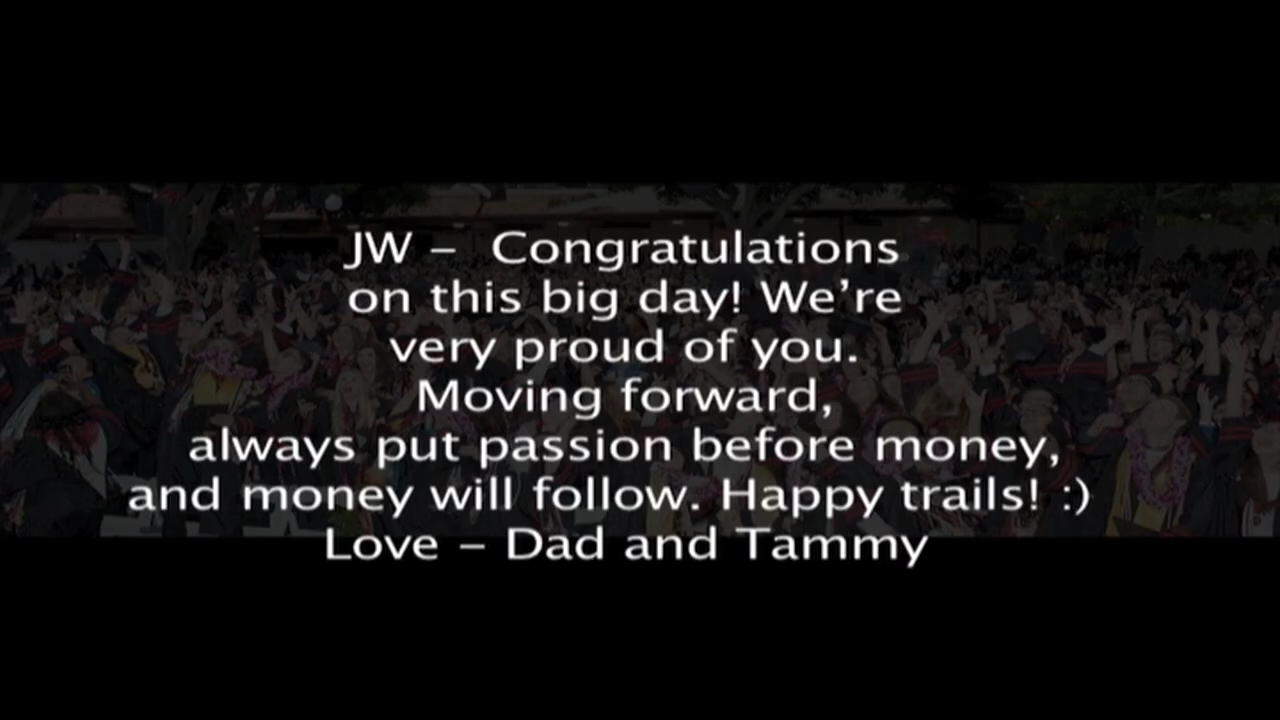 JW –  Congratulations
on this big day! We’re
very proud of you.
Moving forward,
always put passion before money,
and money will follow. Happy trails! :)
Love – Dad and Tammy